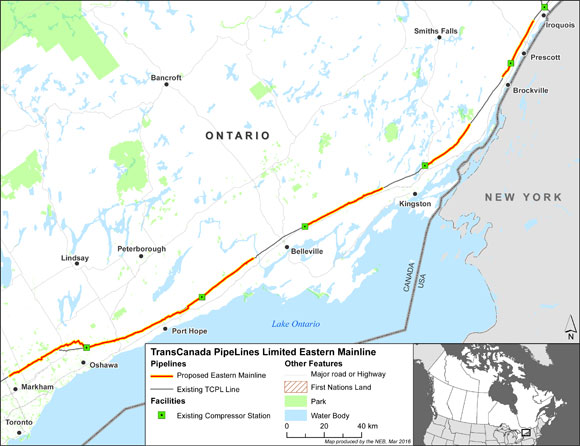 Iroquois
Smiths Falls
Prescott
Bancroft
Brockville
ONTARIO
NEW YORK
Kingston
Belleville
Peterborough
Lindsay
CANADA
USA
Lake Ontario
Port Hope
N
Oshawa
Markham
Toronto
TransCanada PipeLines Limited Eastern Mainline
Pipelines
Proposed Eastern Mainline
Existing TCPL Line
Facilities
Existing Compressor Station
Other Features
Major road or Highway
First Nations Land
Park
Water Body
0 20 40 km
Map produced by the NEB, Mar 2016